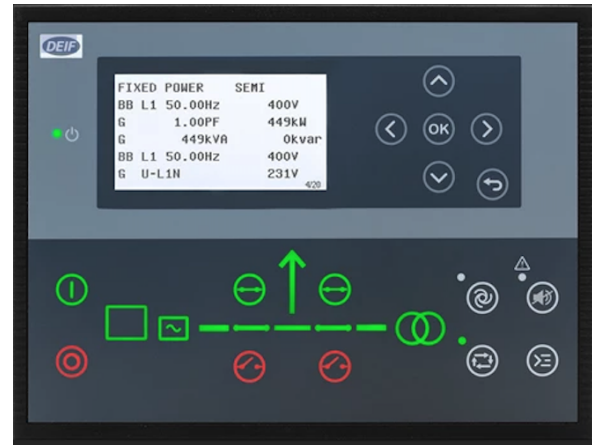 DEIF
FIXED POWER SEMI
BB L1 50.00Hz 400V
G 1.00PF 449kW
G 449kVA 0kvar
BB L1 50.00Hz 400V
G U-L1N 231V
4/20
OK